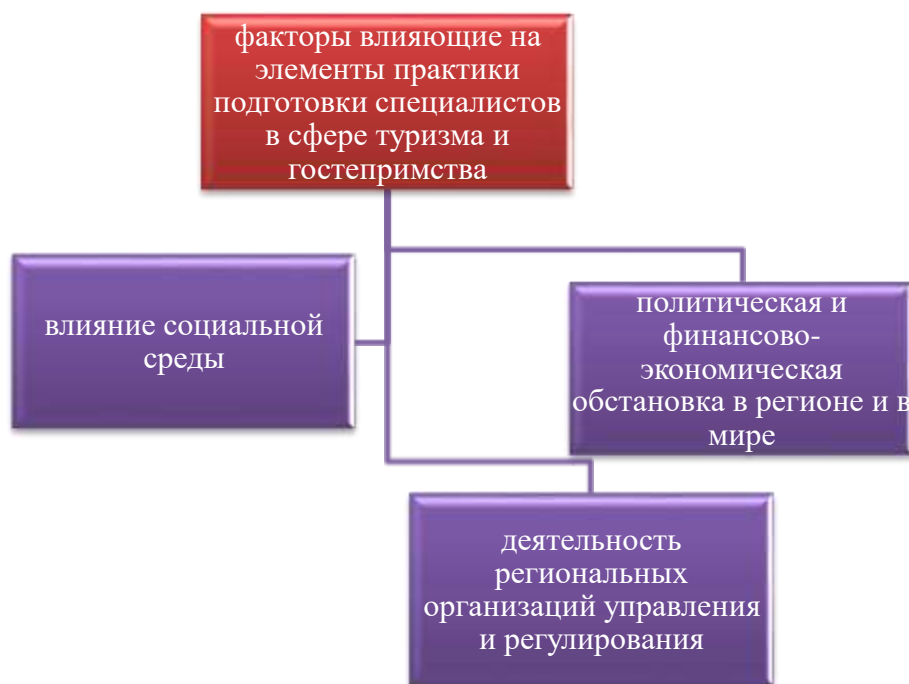 факторы влияющие на
элементы практики
подготовки специалистов
в сфере туризма и
гостепримства
влияние социальной
среды
политическая и
финансово-
экономическая
обстановка в регионе и в
мире
деятельность
региональных
организаций управления
и регулирования